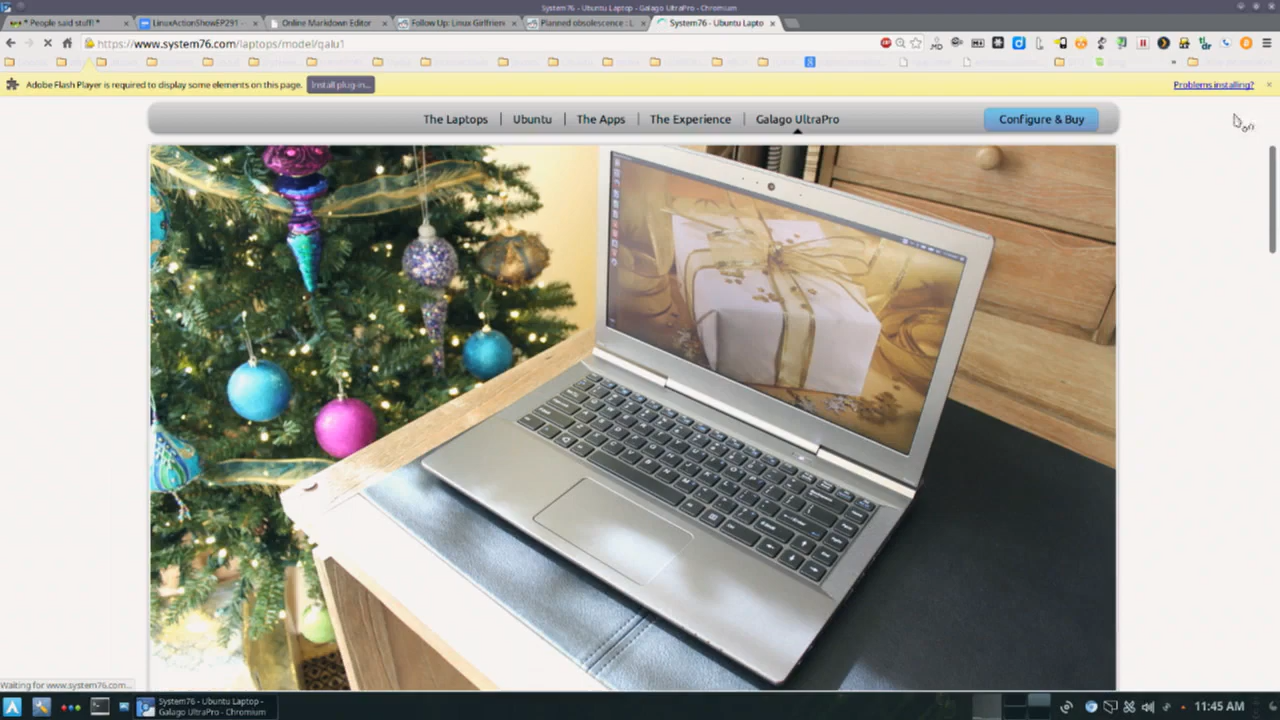 System76 - Ubuntu Laptop - Galago UltraPro - Chromium
* People said stuff! *
LinuxActionShowEP291 -
Online Markdown Editor
Follow Up: Linux Girlfrien
Planned obsolescence : L
System76 - Ubuntu Lapto
https://www.system76.com/laptops/model/galu1
Adobe Flash Player is required to display some elements on this page.
Install plug-in...
Problems installing?
The Laptops
Ubuntu
The Apps
The Experience
Galago UltraPro
Configure & Buy
Waiting for www.system76.com...
System76 - Ubuntu Laptop -
Galago UltraPro - Chromium
11:45 AM